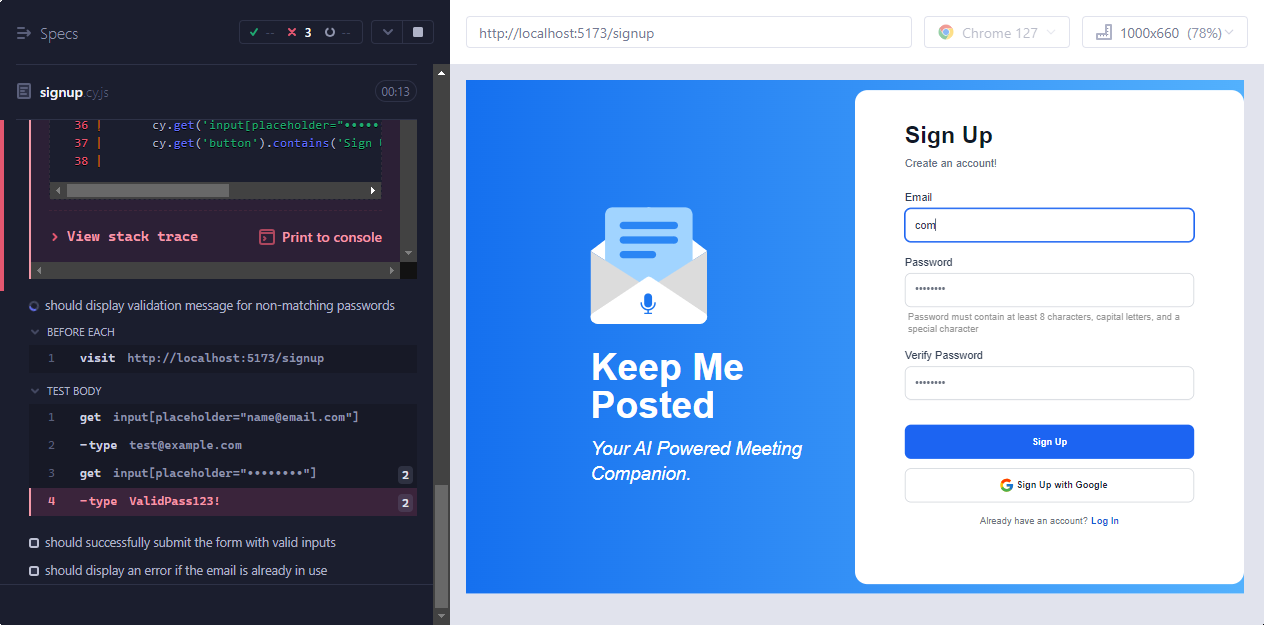 Specs
✓ -- ✕ 3 --
signup.cy.js
00:13
36 | cy.get('input[placeholder="•••••
37 | cy.get('button').contains('Sign
38 |
> View stack trace
Print to console
should display validation message for non-matching passwords
BEFORE EACH
1 visit http://localhost:5173/signup
TEST BODY
1 get input[placeholder="name@email.com"]
2 -type test@example.com
3 get input[placeholder="••••••••"] 2
4 -type ValidPass123! 2
should successfully submit the form with valid inputs
should display an error if the email is already in use
http://localhost:5173/signup
Chrome 127
1000x660 (78%)
Keep Me
Posted
Your AI Powered Meeting
Companion.
Sign Up
Create an account!
Email
com
Password
••••••••
Password must contain at least 8 characters, capital letters, and a
special character
Verify Password
••••••••
Sign Up
Sign Up with Google
Already have an account? Log In